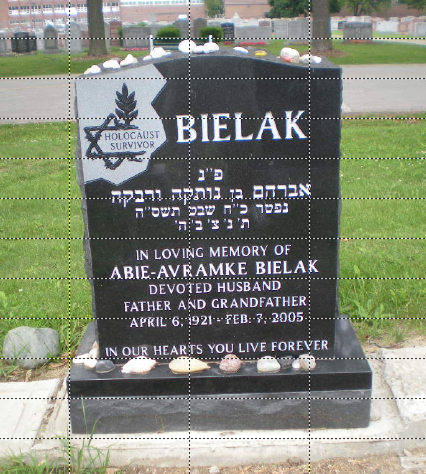 HOLOCAUST
SURVIVOR
BIELAK
פ״נ
אברהם בן נותקה ורבקה
נפטר כ״ח שבט תשס״ה
ת׳נ׳צ׳ב׳ה׳
IN LOVING MEMORY OF
ABIE-AVRAMKE BIELAK
DEVOTED HUSBAND
FATHER AND GRANDFATHER
APRIL 6, 1921 - FEB. 7, 2005
IN OUR HEARTS YOU LIVE FOREVER